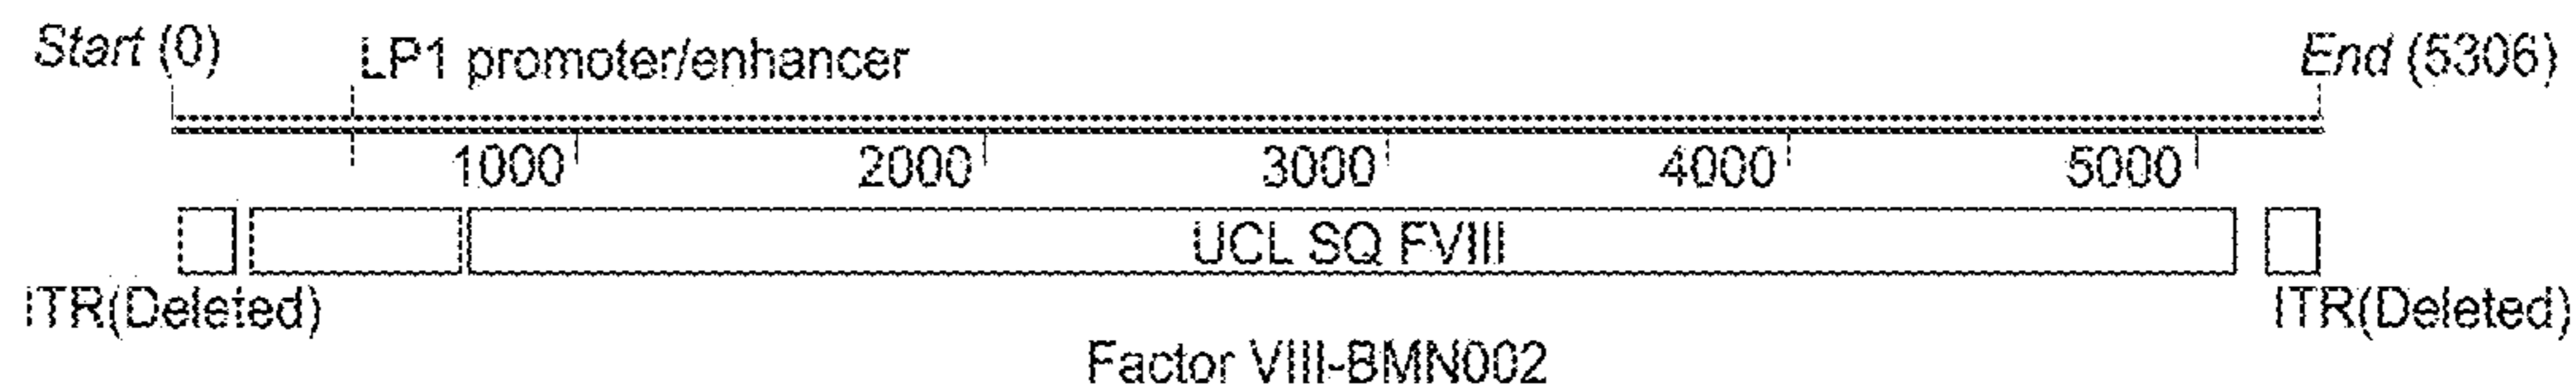 Start (0)
LP1 promoter/enhancer
End (5306)
1000
2000
3000
4000
5000
UCL SQ FVIII
ITR(Deleted)
ITR(Deleted)
Factor VIII-BMN002